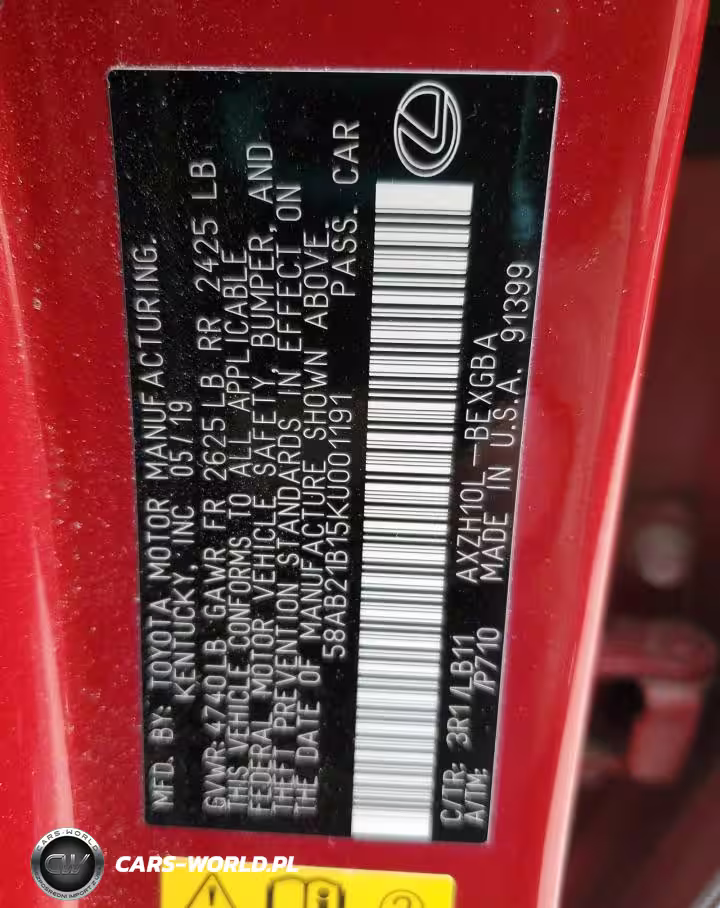 MFD. BY: TOYOTA MOTOR MANUFACTURING.
KENTUCKY, INC 05/19
GVWR 4740LB GAWR FR 2625LB RR 2425 LB
THIS VEHICLE CONFORMS TO ALL APPLICABLE
FEDERAL MOTOR VEHICLE SAFETY, BUMPER, AND
THEFT PREVENTION STANDARDS IN EFFECT ON
THE DATE OF MANUFACTURE SHOWN ABOVE.
58AB21B15KU001191 PASS. CAR
C/TR: 3R1/LB11 AXZH10L-BEXGBA
A/TM: /P710 MADE IN U.S.A. 91399
CARS-WORLD
CW
CARS-WORLD.PL